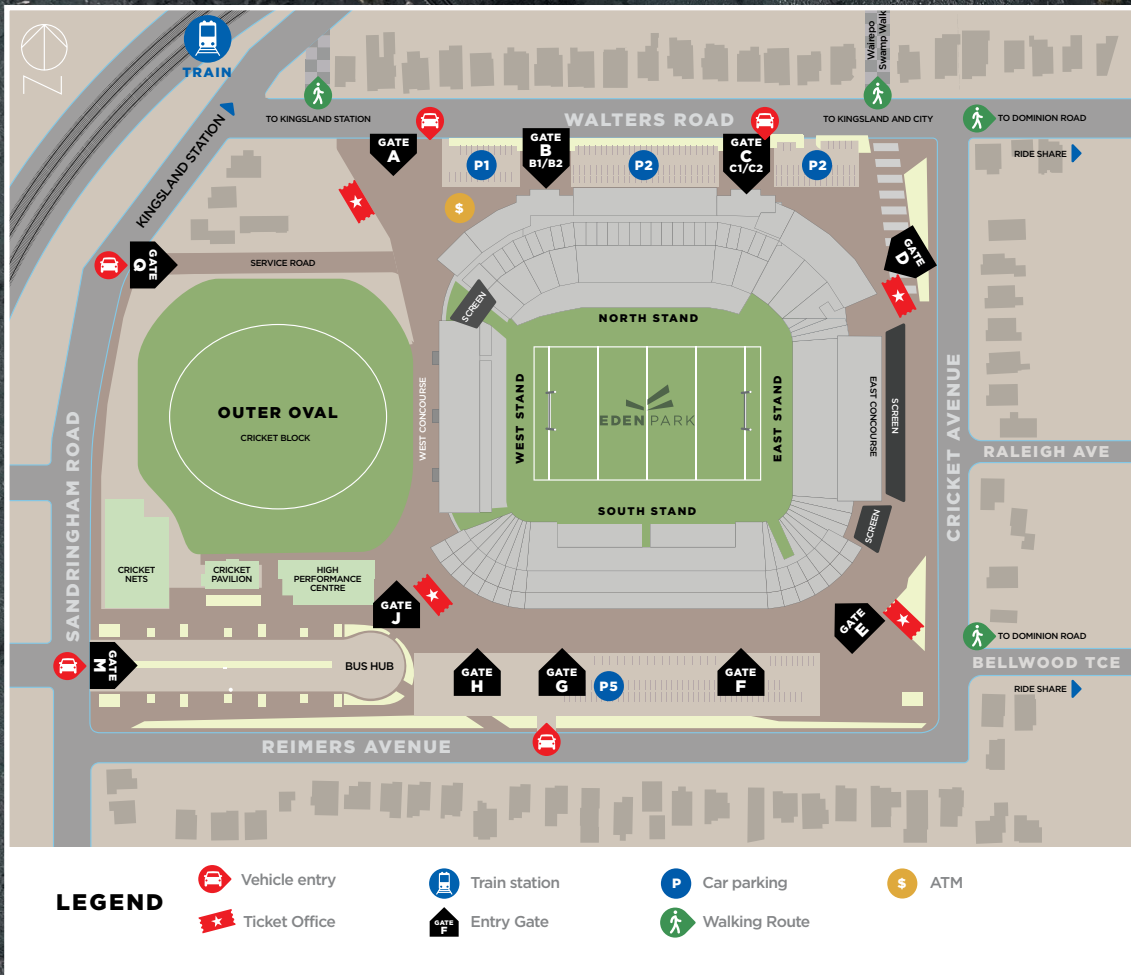 N
TRAIN
Wairepo
Swamp Walk
TO KINGSLAND STATION
WALTERS ROAD
TO KINGSLAND AND CITY
TO DOMINION ROAD
RIDE SHARE
KINGSLAND STATION
GATE
A
P1
GATE
B
B1/B2
P2
GATE
C
C1/C2
P2
$
GATE
D
GATE
Q
SERVICE ROAD
SCREEN
NORTH STAND
OUTER OVAL
CRICKET BLOCK
WEST CONCOURSE
WEST STAND
EDEN PARK
EAST STAND
EAST CONCOURSE
SCREEN
CRICKET AVENUE
RALEIGH AVE
SANDRINGHAM ROAD
SOUTH STAND
SCREEN
CRICKET
NETS
CRICKET
PAVILION
HIGH
PERFORMANCE
CENTRE
GATE
J
GATE
E
TO DOMINION ROAD
BELLWOOD TCE
RIDE SHARE
GATE
M
BUS HUB
GATE
H
GATE
G
P5
GATE
F
REIMERS AVENUE
LEGEND
Vehicle entry
Train station
P
Car parking
$
ATM
Ticket Office
GATE
F
Entry Gate
Walking Route